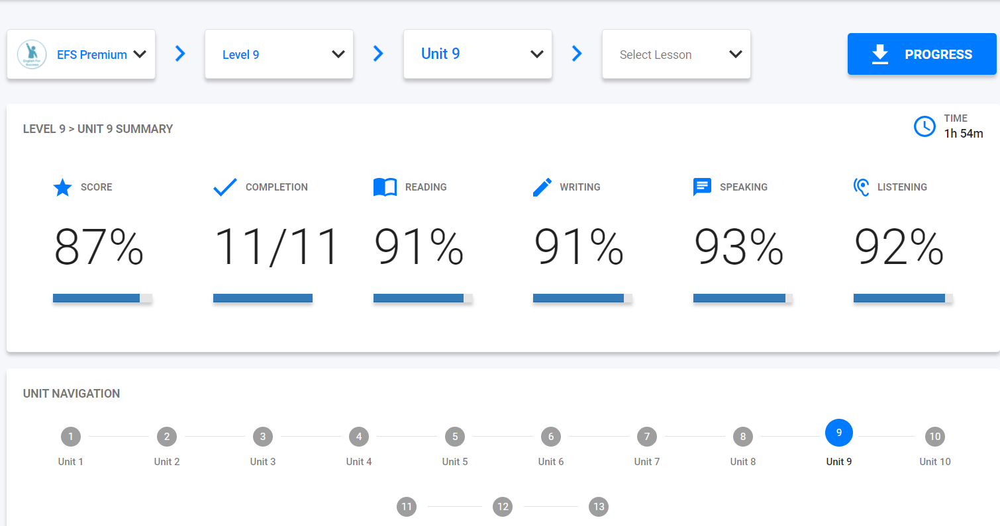 EFS Premium
Level 9
Unit 9
Select Lesson
PROGRESS
LEVEL 9 > UNIT 9 SUMMARY
TIME
1h 54m
SCORE
COMPLETION
READING
WRITING
SPEAKING
LISTENING
87%
11/11
91%
91%
93%
92%
UNIT NAVIGATION
1
2
3
4
5
6
7
8
9
10
Unit 1
Unit 2
Unit 3
Unit 4
Unit 5
Unit 6
Unit 7
Unit 8
Unit 9
Unit 10
11
12
13